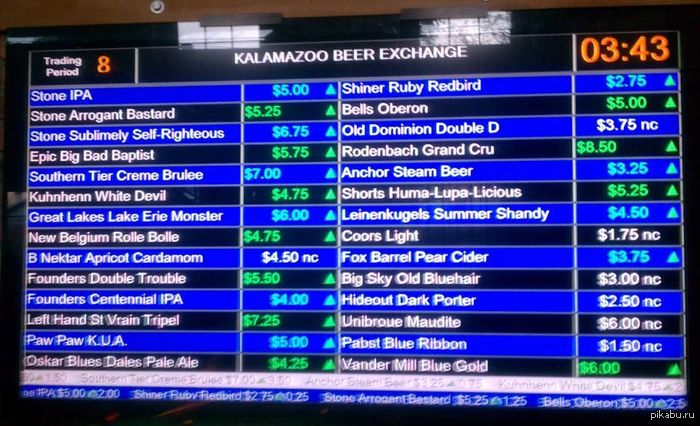 Trading Period 8
KALAMAZOO BEER EXCHANGE
03:43
Stone IPA $5.00 ▲
Stone Arrogant Bastard $5.25 ▲
Stone Sublimely Self-Righteous $6.75 ▲
Epic Big Bad Baptist $5.75 ▲
Southern Tier Creme Brulee $7.00 ▲
Kuhnhenn White Devil $4.75 ▲
Great Lakes Lake Erie Monster $6.00 ▲
New Belgium Rolle Bolle $4.75 ▲
B Nektar Apricot Cardamom $4.50 nc
Founders Double Trouble $5.50 ▲
Founders Centennial IPA $4.00 ▲
Left Hand St Vrain Tripel $7.25 ▲
Paw Paw K.U.A. $5.00 ▲
Oskar Blues Dales Pale Ale $4.25 ▲
Shiner Ruby Redbird $2.75 ▲
Bells Oberon $5.00 ▲
Old Dominion Double D $3.75 nc
Rodenbach Grand Cru $8.50 ▲
Anchor Steam Beer $3.25 ▲
Shorts Huma-Lupa-Licious $5.25 ▲
Leinenkugels Summer Shandy $4.50 ▲
Coors Light $1.75 nc
Fox Barrel Pear Cider $3.75 ▲
Big Sky Old Bluehair $3.00 nc
Hideout Dark Porter $2.50 nc
Unibroue Maudite $6.00 nc
Pabst Blue Ribbon $1.50 nc
Vander Mill Blue Gold $6.00 ▲
1.50 Southern Tier Creme Brulee $7.00 ▲ 3.50 Anchor Steam Beer $3.25 ▲ 0.75 Kuhnhenn White Devil $4.75 ▲
IPA $5.00 ▲ 2.00 Shiner Ruby Redbird $2.75 ▲ 0.25 Stone Arrogant Bastard $5.25 ▲ 1.25 Bells Oberon $5.00 ▲
pikabu.ru